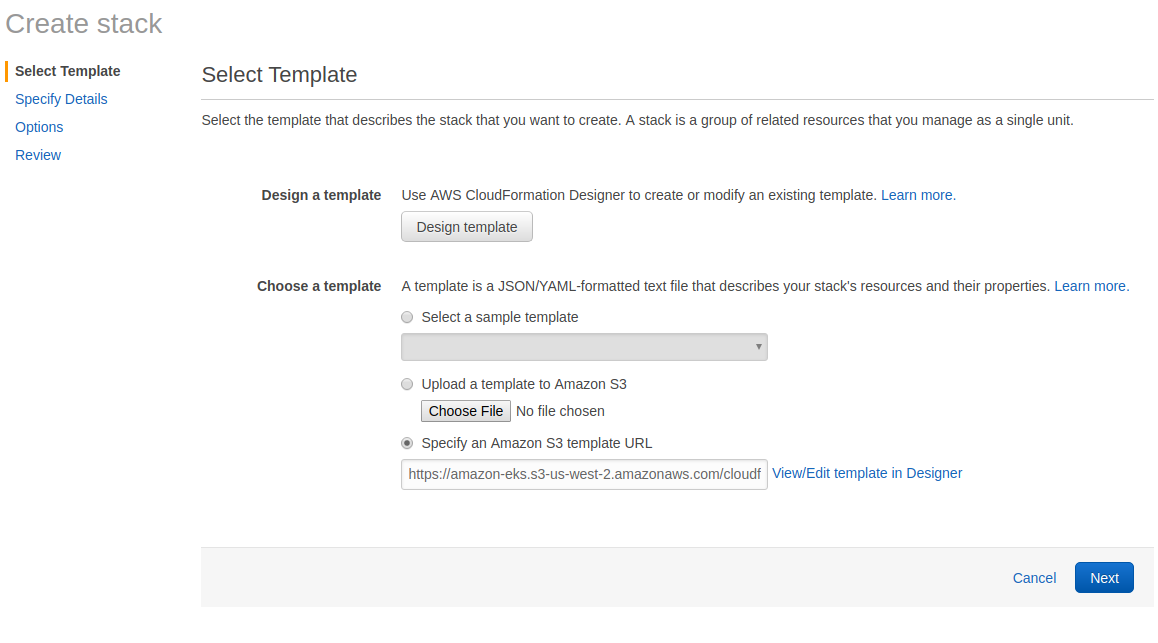 Create stack
Select Template
Specify Details
Options
Review
Select Template
Select the template that describes the stack that you want to create. A stack is a group of related resources that you manage as a single unit.
Design a template
Use AWS CloudFormation Designer to create or modify an existing template. Learn more.
Design template
Choose a template
A template is a JSON/YAML-formatted text file that describes your stack's resources and their properties. Learn more.
Select a sample template
Upload a template to Amazon S3
Choose File No file chosen
Specify an Amazon S3 template URL
https://amazon-eks.s3-us-west-2.amazonaws.com/cloudf View/Edit template in Designer
Cancel Next